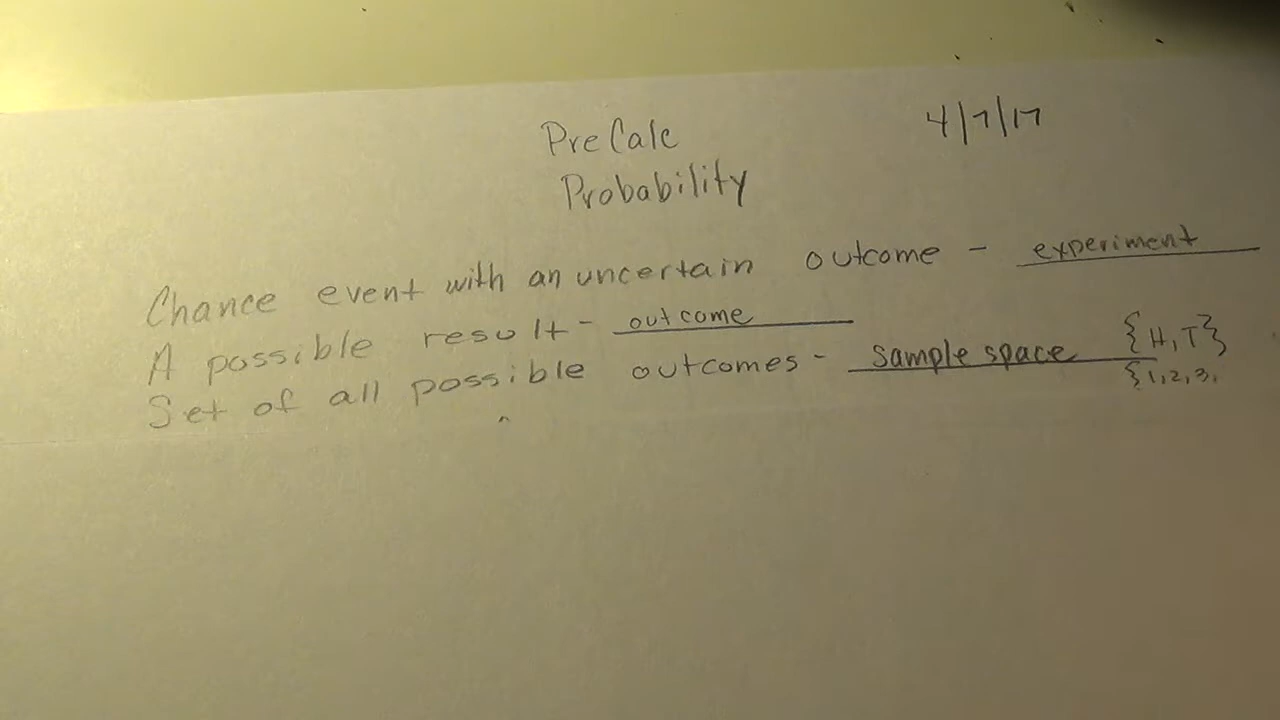 PreCalc
4/7/17
Probability
Chance event with an uncertain outcome - experiment
A possible result - outcome
Set of all possible outcomes - sample space {H, T}
{1, 2, 3,